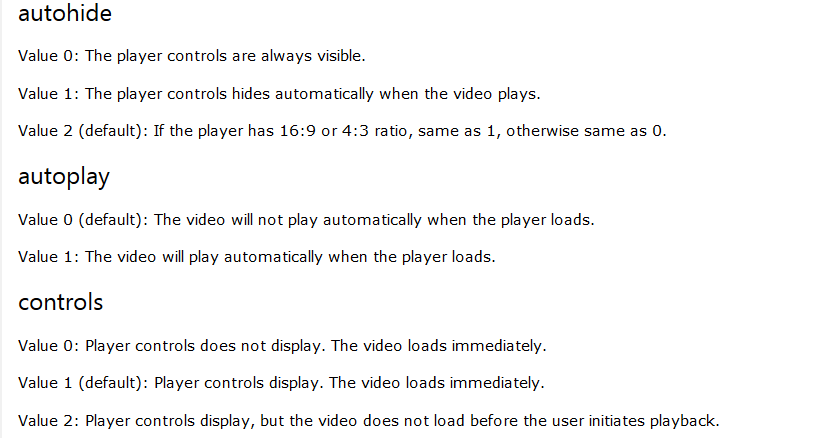 autohide
Value 0: The player controls are always visible.
Value 1: The player controls hides automatically when the video plays.
Value 2 (default): If the player has 16:9 or 4:3 ratio, same as 1, otherwise same as 0.
autoplay
Value 0 (default): The video will not play automatically when the player loads.
Value 1: The video will play automatically when the player loads.
controls
Value 0: Player controls does not display. The video loads immediately.
Value 1 (default): Player controls display. The video loads immediately.
Value 2: Player controls display, but the video does not load before the user initiates playback.